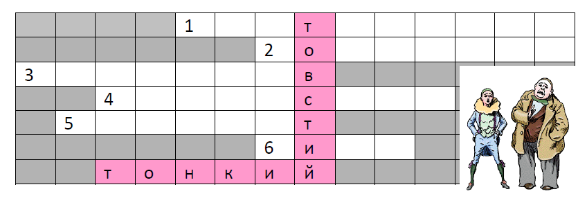 1 т
2 о
3 в
4 с
5 т
6 и
т о н к и й